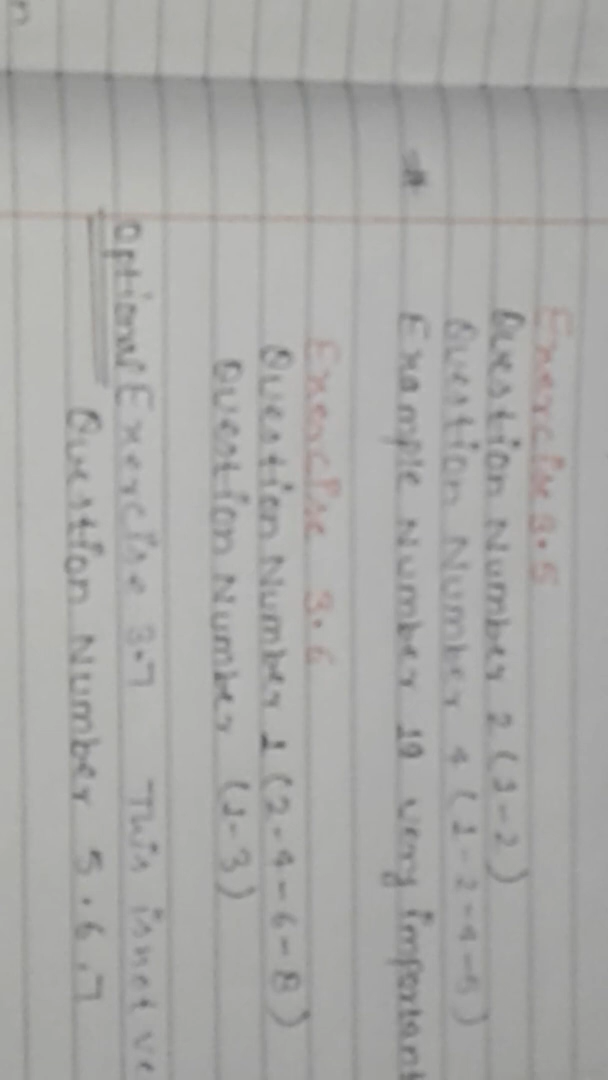 Exercise 3.5
Question Number 2 (1-2)
Question Number 4 (1-2-4-5)
Example Number 19 very important
Exercise 3.6
Question Number 1 (2-4-6-8)
Question Number (1-3)
Optional Exercise 3.7 This is not ve
Question Number 5.6.7
n